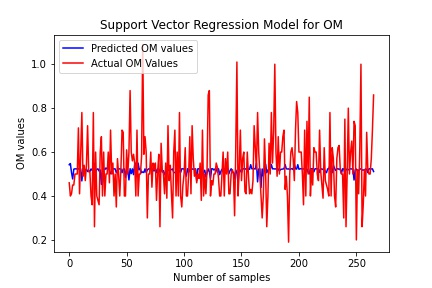 Support Vector Regression Model for OM
Predicted OM values
Actual OM Values
1.0
0.8
0.6
0.4
0.2
OM values
0 50 100 150 200 250
Number of samples